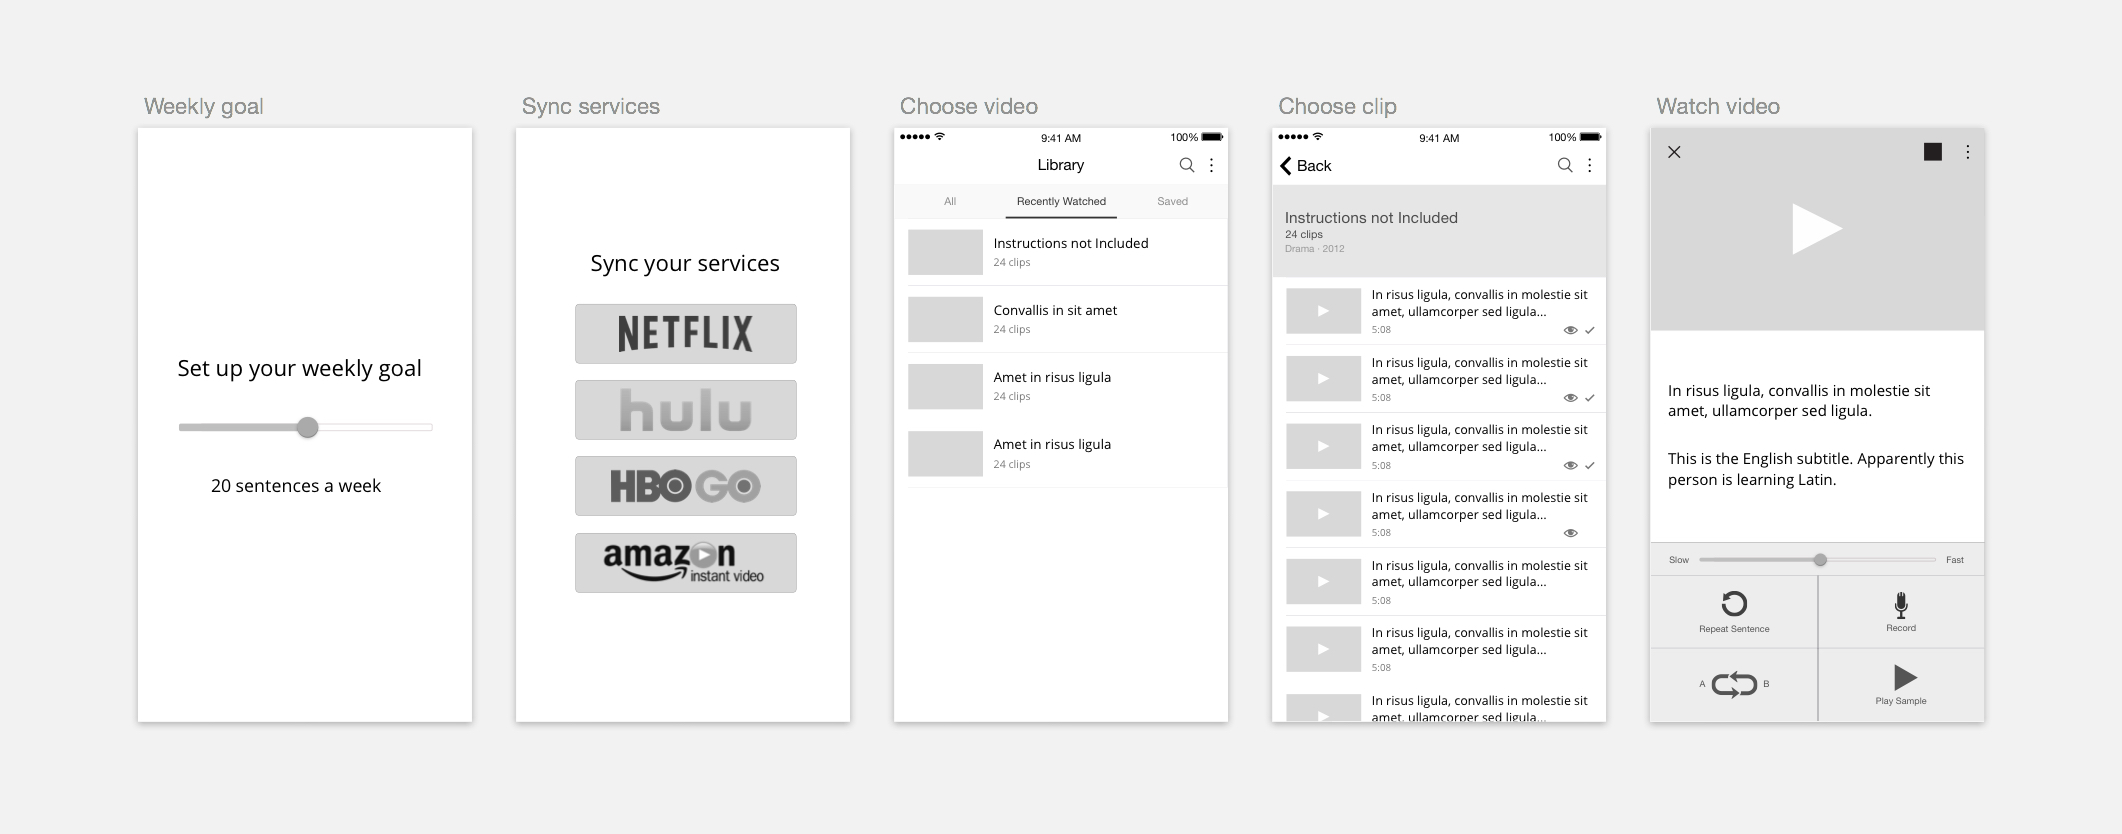 Weekly goal
Set up your weekly goal
20 sentences a week
Sync services
Sync your services
NETFLIX
hulu
HBO GO
amazon
instant video
Choose video
9:41 AM
100%
Library
All
Recently Watched
Saved
Instructions not Included
24 clips
Convallis in sit amet
24 clips
Amet in risus ligula
24 clips
Amet in risus ligula
24 clips
Choose clip
9:41 AM
100%
Back
Instructions not Included
24 clips
Drama · 2012
In risus ligula, convallis in molestie sit
amet, ullamcorper sed ligula...
5:08
In risus ligula, convallis in molestie sit
amet, ullamcorper sed ligula...
5:08
In risus ligula, convallis in molestie sit
amet, ullamcorper sed ligula...
5:08
In risus ligula, convallis in molestie sit
amet, ullamcorper sed ligula...
5:08
In risus ligula, convallis in molestie sit
amet, ullamcorper sed ligula...
5:08
In risus ligula, convallis in molestie sit
amet, ullamcorper sed ligula...
5:08
In risus ligula, convallis in molestie sit
amet, ullamcorper sed ligula...
Watch video
In risus ligula, convallis in molestie sit
amet, ullamcorper sed ligula.
This is the English subtitle. Apparently this
person is learning Latin.
Slow
Fast
Repeat Sentence
Record
A
B
Play Sample